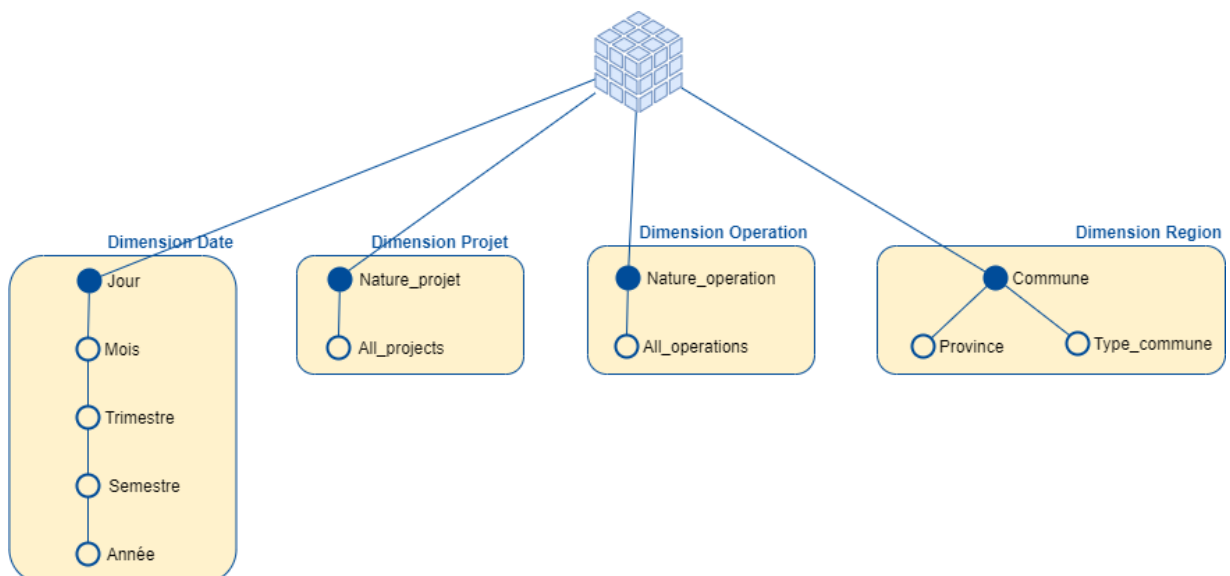 Dimension Date
Jour
Mois
Trimestre
Semestre
Année
Dimension Projet
Nature_projet
All_projects
Dimension Operation
Nature_operation
All_operations
Dimension Region
Commune
Province
Type_commune